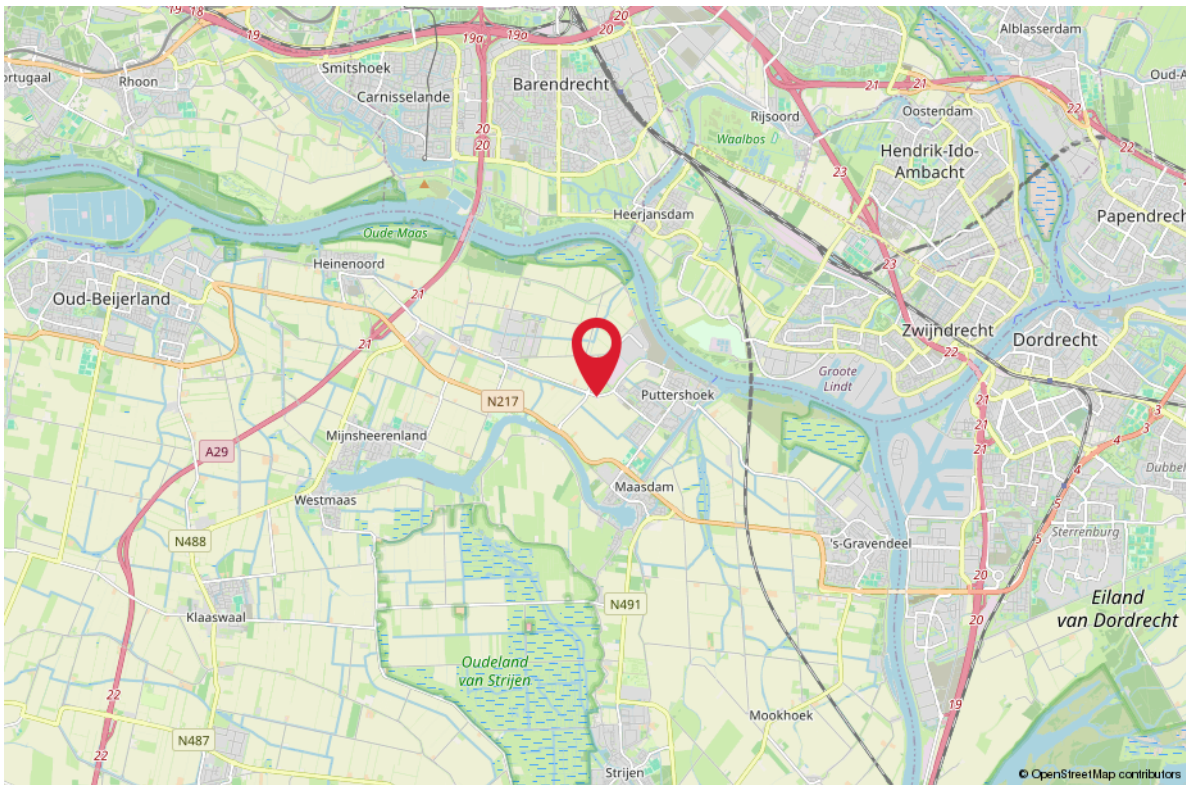 19
18
19
19a
19a
20
20
Alblasserdam
ortugaal
Rhoon
Smitshoek
Barendrecht
Oud-A
Carnisselande
21
21
22
Rijsoord
Oostendam
20
20
Waalbos
22
Hendrik-Ido-
Ambacht
23
Heerjansdam
Papendrech
Oude Maas
Heinenoord
23
Oud-Beijerland
21
21
Zwijndrecht
22
Dordrecht
Groote
Lindt
N217
Puttershoek
21
3
3
4
4
Mijnsheerenland
A29
21
Dubbel
Maasdam
Westmaas
5
5
Sterrenburg
N488
's-Gravendeel
20
20
N491
Eiland
van Dordrecht
Klaaswaal
Oudeland
van Strijen
22
19
Mookhoek
N487
22
Strijen
© OpenStreetMap contributors